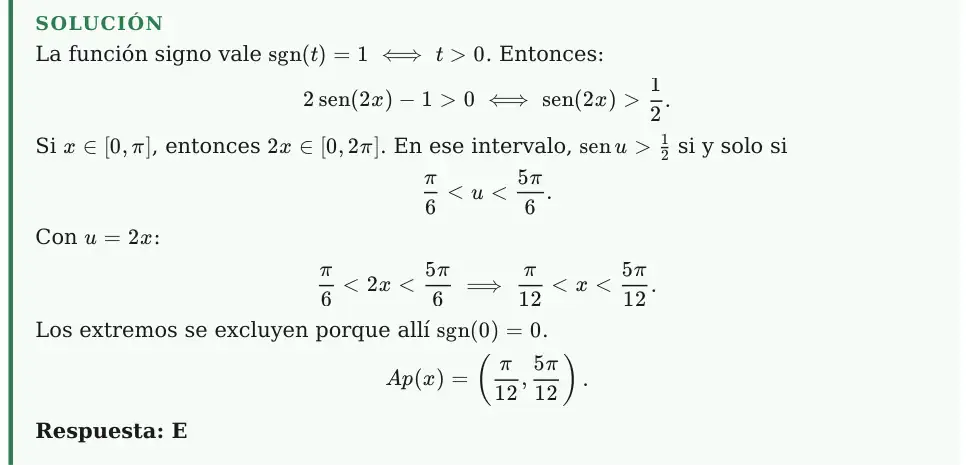 SOLUCIÓN
La función signo vale sgn(t) = 1 ⟺ t > 0. Entonces:
2 sen(2x) − 1 > 0 ⟺ sen(2x) > 1/2.
Si x ∈ [0, π], entonces 2x ∈ [0, 2π]. En ese intervalo, sen u > 1/2 si y solo si
π/6 < u < 5π/6.
Con u = 2x:
π/6 < 2x < 5π/6 ⟹ π/12 < x < 5π/12.
Los extremos se excluyen porque allí sgn(0) = 0.
Ap(x) = (π/12, 5π/12).
Respuesta: E